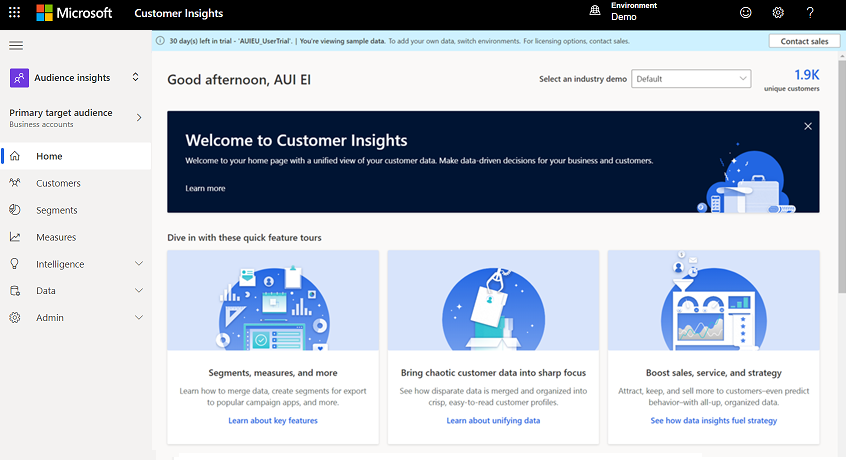 Microsoft Customer Insights
Environment
Demo
?
30 day(s) left in trial - 'AUIEU_UserTrial'. | You're viewing sample data. To add your own data, switch environments. For licensing options, contact sales.
Contact sales
Audience insights
Primary target audience
Business accounts
Home
Customers
Segments
Measures
Intelligence
Data
Admin
Good afternoon, AUI EI
Select an industry demo
Default
1.9K
unique customers
Welcome to Customer Insights
Welcome to your home page with a unified view of your customer data. Make data-driven decisions for your business and customers.
Learn more
Dive in with these quick feature tours
Segments, measures, and more
Learn how to merge data, create segments for export
to popular campaign apps, and more.
Learn about key features
Bring chaotic customer data into sharp focus
See how disparate data is merged and organized into
crisp, easy-to-read customer profiles.
Learn about unifying data
Boost sales, service, and strategy
Attract, keep, and sell more to customers–even predict
behavior–with all-up, organized data.
See how data insights fuel strategy